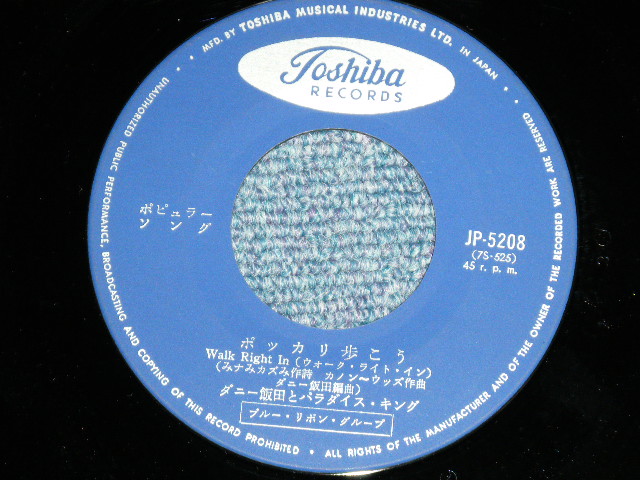 MFD. BY TOSHIBA MUSICAL INDUSTRIES LTD. IN JAPAN
Toshiba
RECORDS
ポピュラー
ソング
JP-5208
(7S-525)
45 r.p.m.
ポッカリ歩こう
Walk Right In (ウォーク・ライト・イン)
(みナみカズみ作詩 カノン〜ウッズ作曲
ダニー飯田編曲)
ダニー飯田とパラダイス・キング
ブルー・リボン・グループ
UNAUTHORIZED PUBLIC PERFORMANCE, BROADCASTING AND COPYING OF THIS RECORD PROHIBITED • ALL RIGHTS OF THE MANUFACTURER AND OF THE OWNER OF THE RECORDED WORK ARE RESERVED